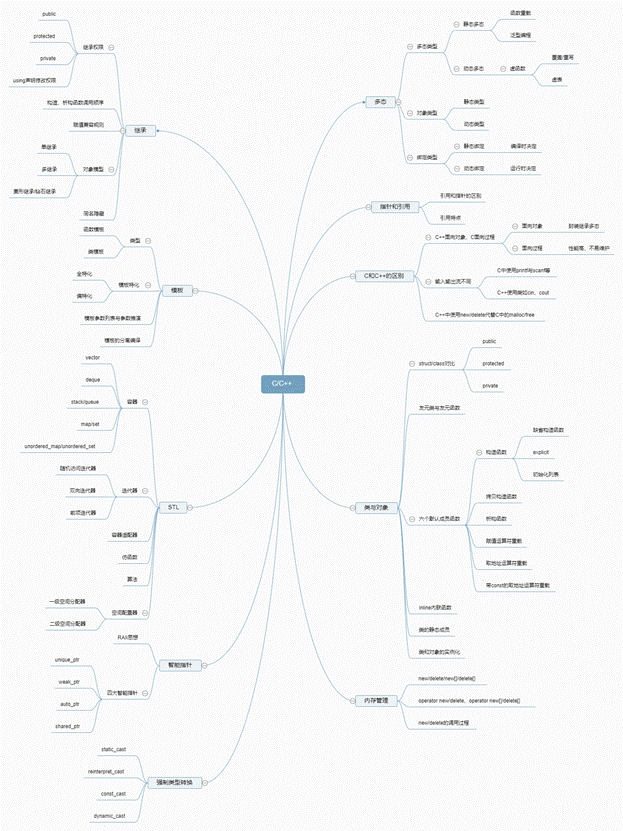 C/C++
继承
继承权限
public
protected
private
using声明修改权限
构造、析构函数调用顺序
赋值兼容规则
对象模型
单继承
多继承
菱形继承/钻石继承
同名隐藏
模板
类型
函数模板
类模板
模板特化
全特化
偏特化
模板参数列表与参数推演
模板的分离编译
STL
容器
vector
deque
stack/queue
map/set
unordered_map/unordered_set
迭代器
随机访问迭代器
双向迭代器
前项迭代器
容器适配器
仿函数
算法
空间配置器
一级空间分配器
二级空间分配器
智能指针
RAII思想
四大智能指针
unique_ptr
weak_ptr
auto_ptr
shared_ptr
强制类型转换
static_cast
reinterpret_cast
const_cast
dynamic_cast
多态
多态类型
静态多态
函数重载
泛型编程
动态多态
虚函数
覆盖/重写
虚表
对象类型
静态类型
动态类型
绑定类型
静态绑定
编译时决定
动态绑定
运行时决定
指针和引用
引用和指针的区别
引用特点
C和C++的区别
C++面向对象，C面向过程
面向对象
封装继承多态
面向过程
性能高，不易维护
输入输出流不同
C中使用printf与scanf等
C++使用类如cin、cout
C++中使用new/delete代替C中的malloc/free
类与对象
struct/class对比
public
protected
private
友元类与友元函数
六个默认成员函数
构造函数
缺省构造函数
explicit
初始化列表
拷贝构造函数
析构函数
赋值运算符重载
取地址运算符重载
带const的取地址运算符重载
inline内联函数
类的静态成员
类和对象的实例化
内存管理
new/delete/new[]/delete[]
operator new/delete、operator new[]/delete[]
new/delete的调用过程